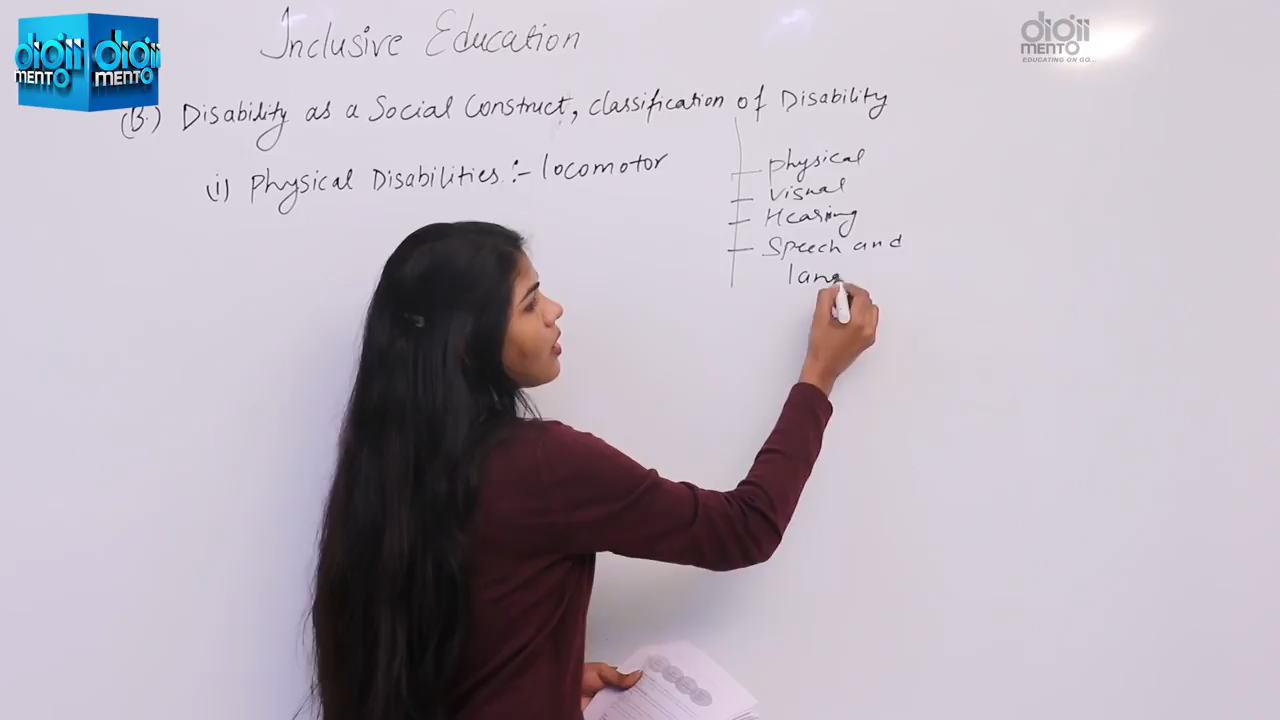 Inclusive Education
(B.) Disability as a Social Construct, classification of Disability
(i) Physical Disabilities :- locomotor
physical
Visual
Hearing
Speech and
lang
digii MENTO
digii MENTO
digii MENTO
EDUCATING ON GO...